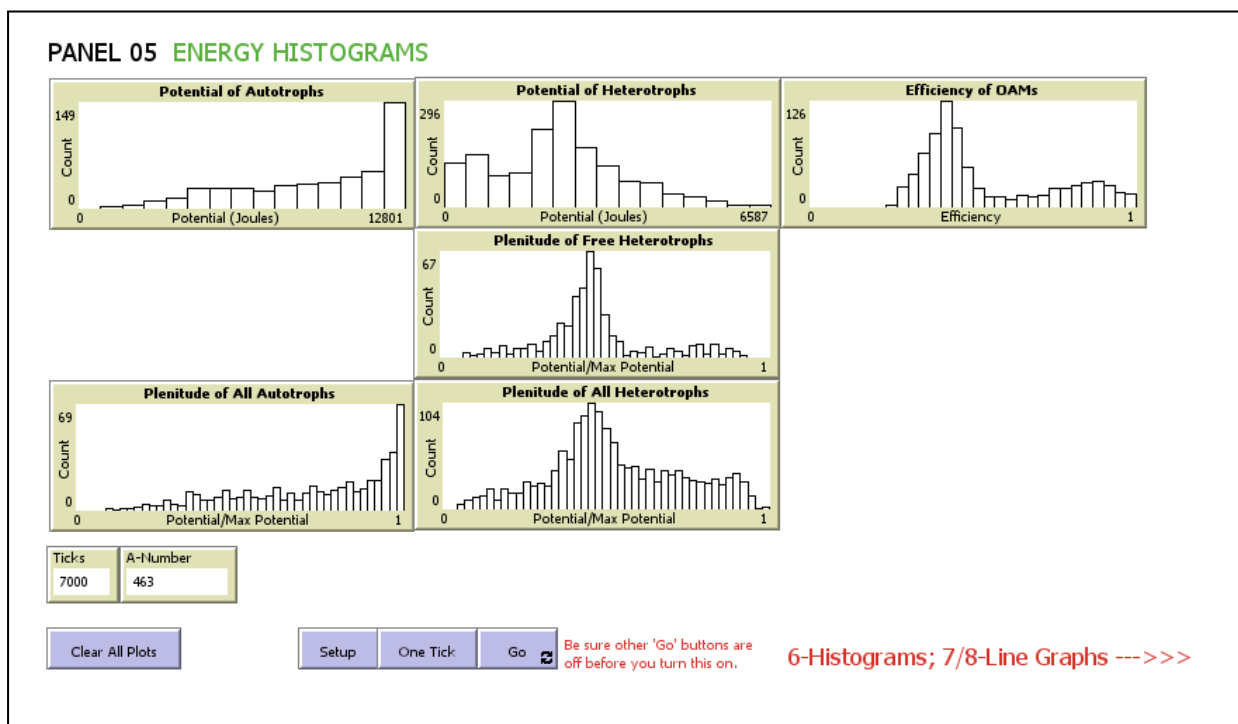 PANEL 05 ENERGY HISTOGRAMS
Potential of Autotrophs
149
Count
0
0
Potential (Joules)
12801
Potential of Heterotrophs
296
Count
0
0
Potential (Joules)
6587
Efficiency of OAMs
126
Count
0
0
Efficiency
1
Plenitude of Free Heterotrophs
67
Count
0
0
Potential/Max Potential
1
Plenitude of All Autotrophs
69
Count
0
0
Potential/Max Potential
1
Plenitude of All Heterotrophs
104
Count
0
0
Potential/Max Potential
1
Ticks
7000
A-Number
463
Clear All Plots
Setup
One Tick
Go
Be sure other 'Go' buttons are
off before you turn this on.
6-Histograms; 7/8-Line Graphs --->>>